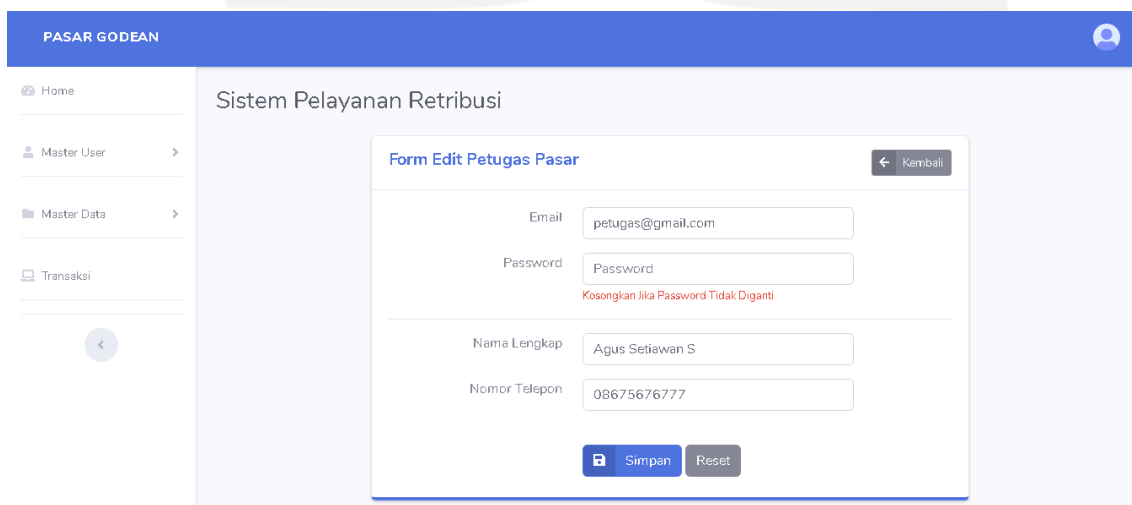 PASAR GODEAN
Home
Master User
Master Data
Transaksi
Sistem Pelayanan Retribusi
Form Edit Petugas Pasar
Kembali
Email
petugas@gmail.com
Password
Password
Kosongkan Jika Password Tidak Diganti
Nama Lengkap
Agus Setiawan S
Nomor Telepon
08675676777
Simpan
Reset